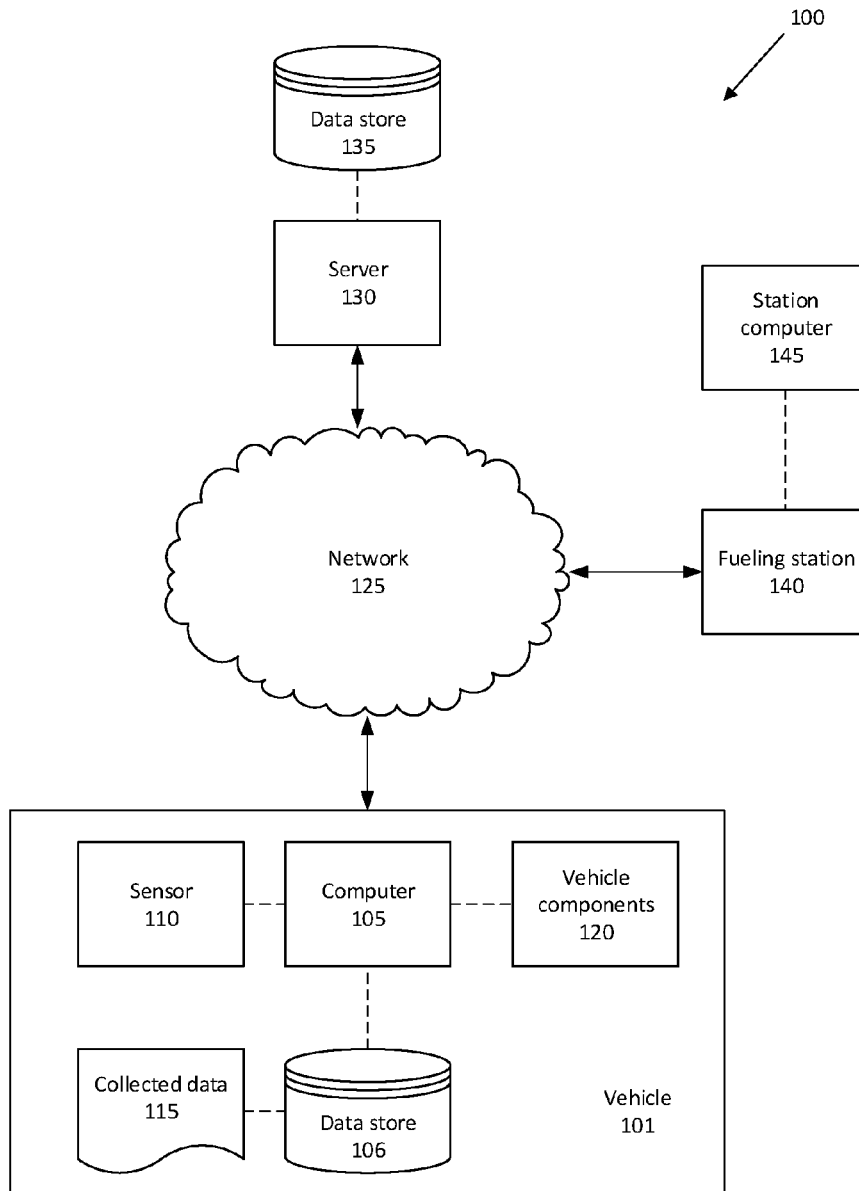 100
Data store
135
Server
130
Station
computer
145
Network
125
Fueling station
140
Sensor
110
Computer
105
Vehicle
components
120
Collected data
115
Data store
106
Vehicle
101